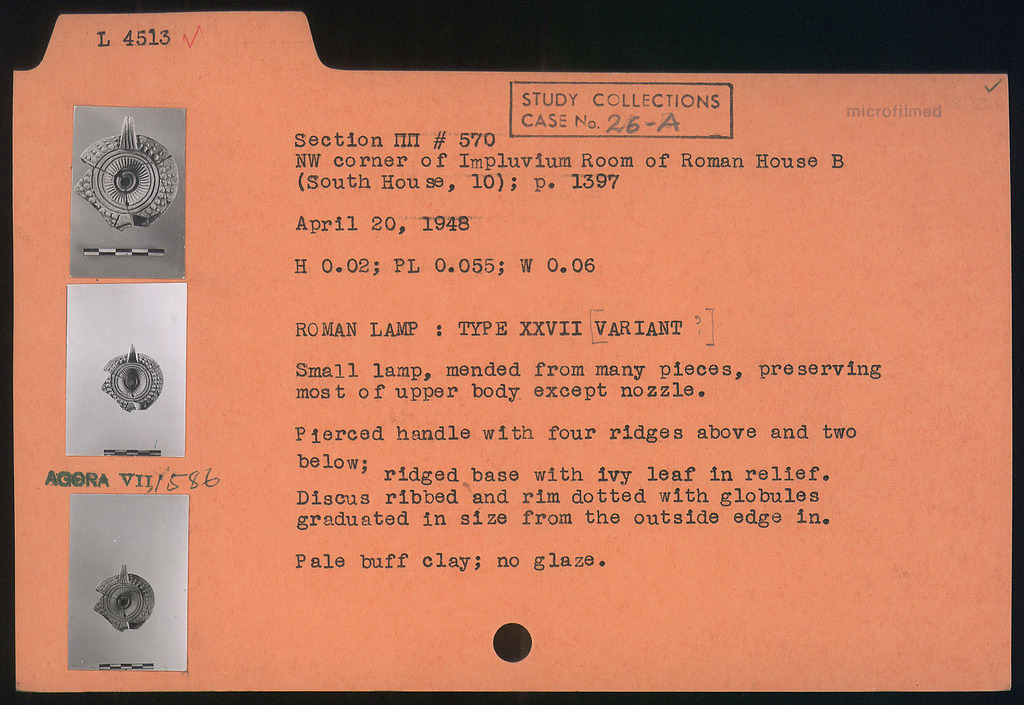 L 4513 ✓
STUDY COLLECTIONS
CASE No. 26-A
microfilmed
✓
Section ΠΠ # 570
NW corner of Impluvium Room of Roman House B
(South House, 10); p. 1397
April 20, 1948
H 0.02; PL 0.055; W 0.06
ROMAN LAMP : TYPE XXVII [VARIANT ?]
Small lamp, mended from many pieces, preserving
most of upper body except nozzle.
Pierced handle with four ridges above and two
below; ridged base with ivy leaf in relief.
Discus ribbed and rim dotted with globules
graduated in size from the outside edge in.
Pale buff clay; no glaze.
AGORA VII, 1586